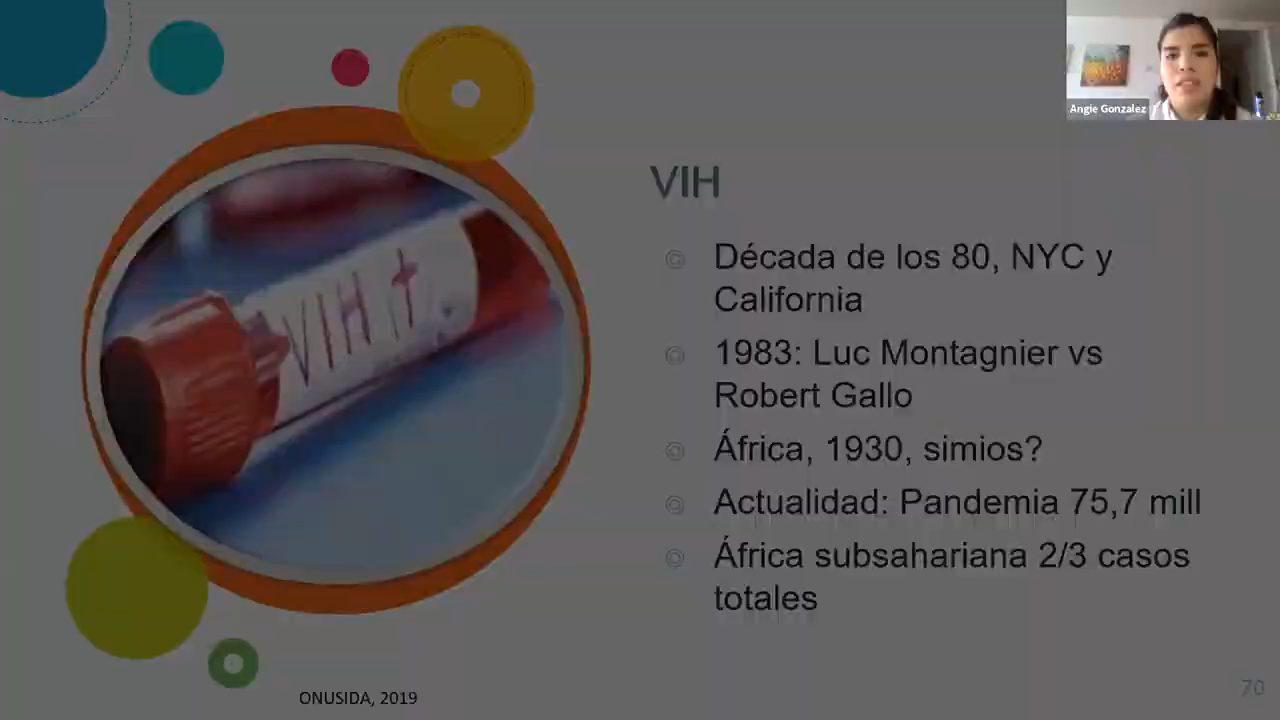 Angie Gonzalez
VIH
Década de los 80, NYC y
California
1983: Luc Montagnier vs
Robert Gallo
África, 1930, simios?
Actualidad: Pandemia 75,7 mill
África subsahariana 2/3 casos
totales
VIH +
ONUSIDA, 2019
70